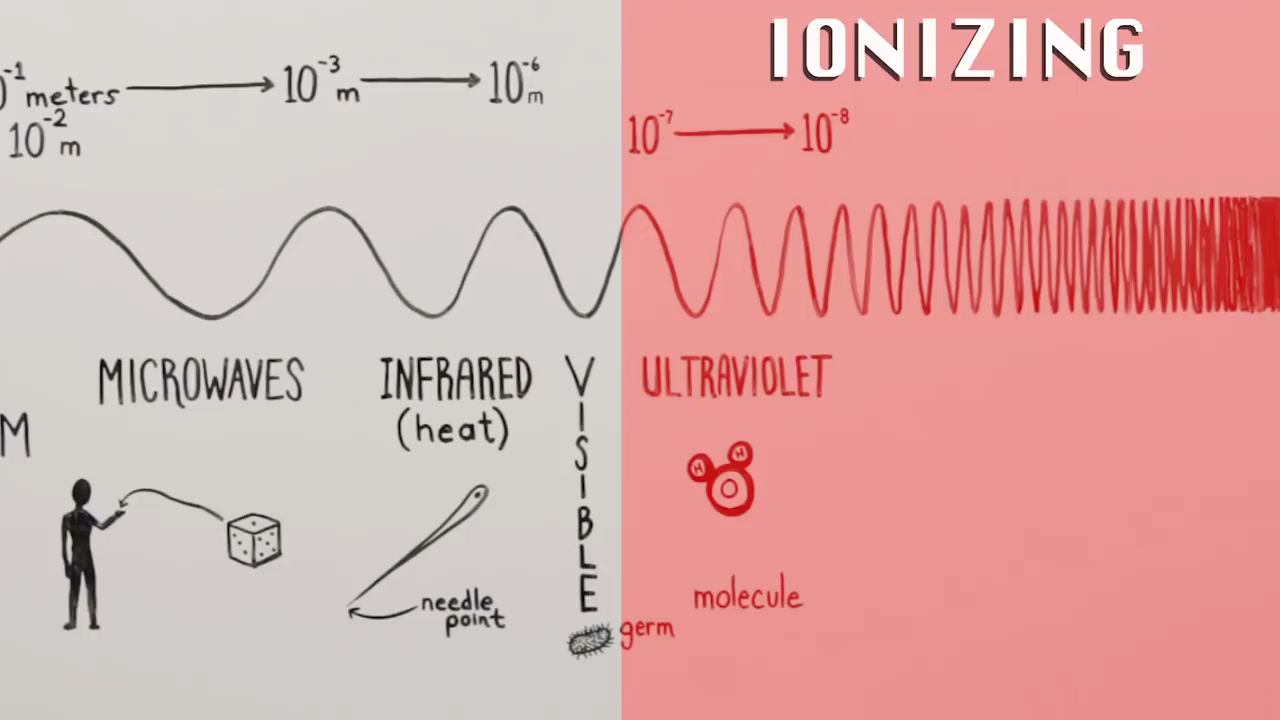 IONIZING
⁻¹ meters → 10⁻³ m → 10⁻⁶ m
10⁻² m
10⁻⁷ → 10⁻⁸
MICROWAVES
INFRARED
(heat)
VISIBLE
ULTRAVIOLET
M
H H
O
needle
point
molecule
germ